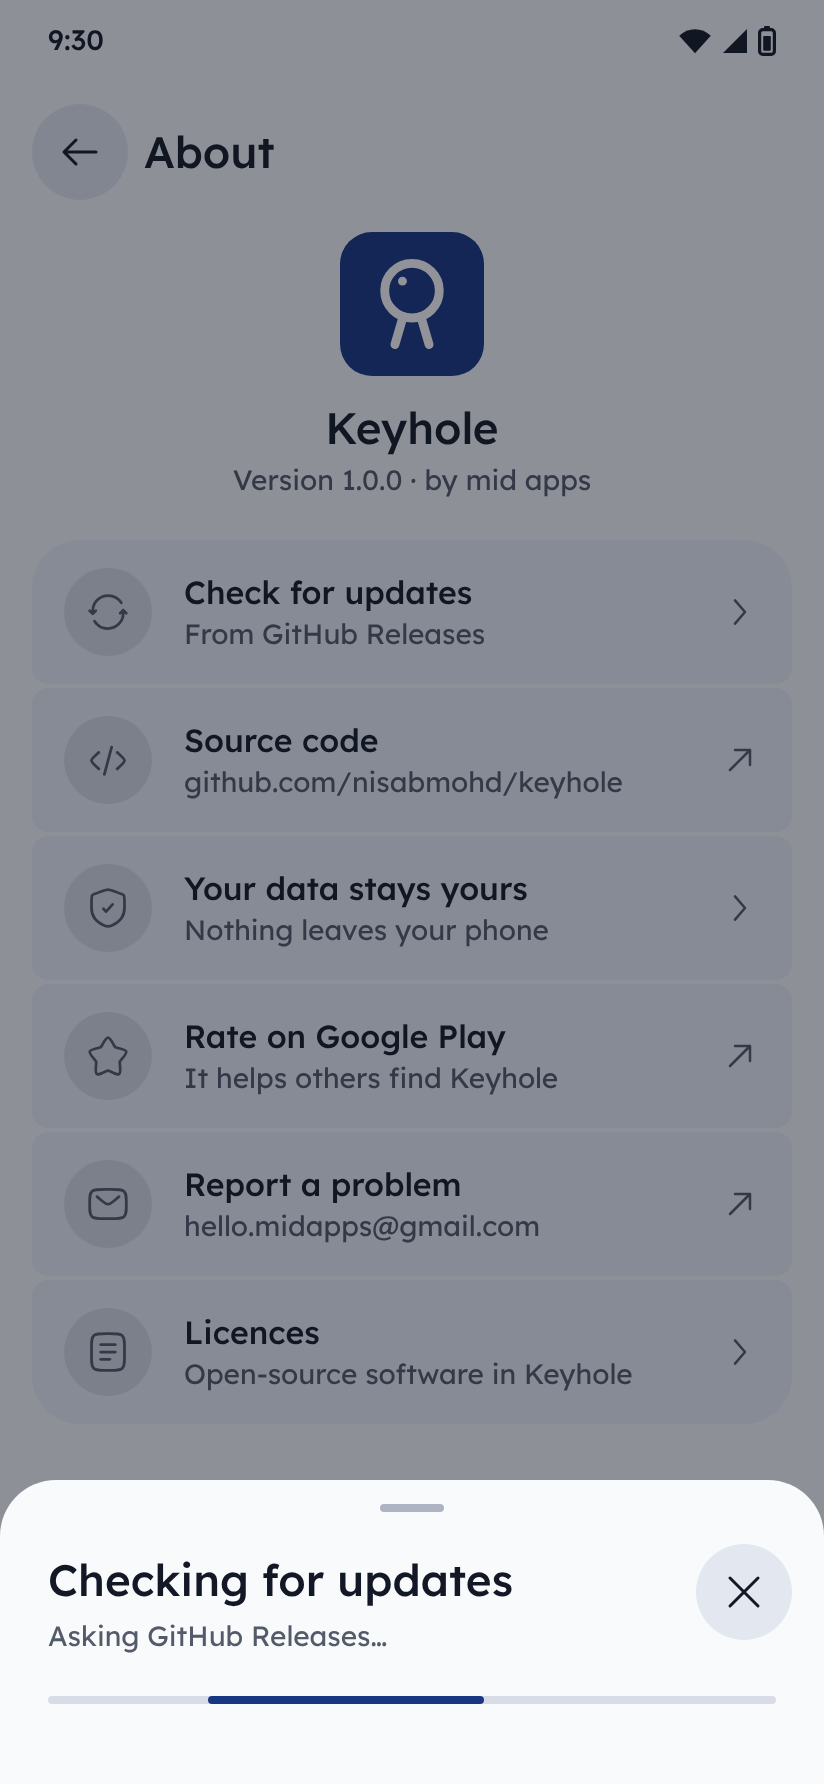 9:30
About
Keyhole
Version 1.0.0 · by mid apps
Check for updates
From GitHub Releases
Source code
github.com/nisabmohd/keyhole
Your data stays yours
Nothing leaves your phone
Rate on Google Play
It helps others find Keyhole
Report a problem
hello.midapps@gmail.com
Licences
Open-source software in Keyhole
Checking for updates
Asking GitHub Releases…